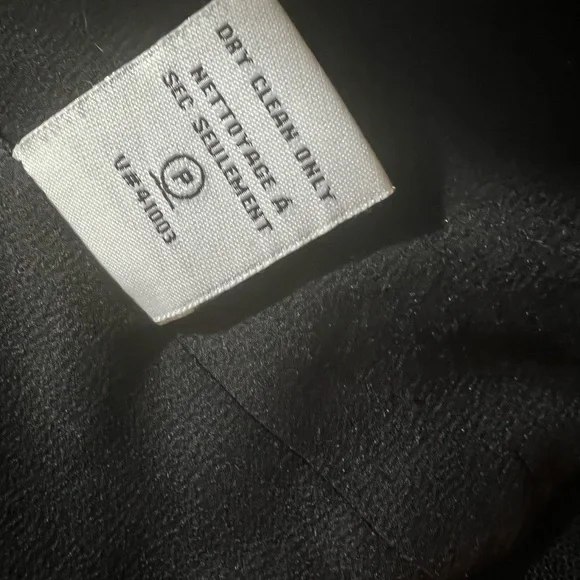 DRY CLEAN ONLY
NETTOYAGE À
SEC SEULEMENT
P
V#41003